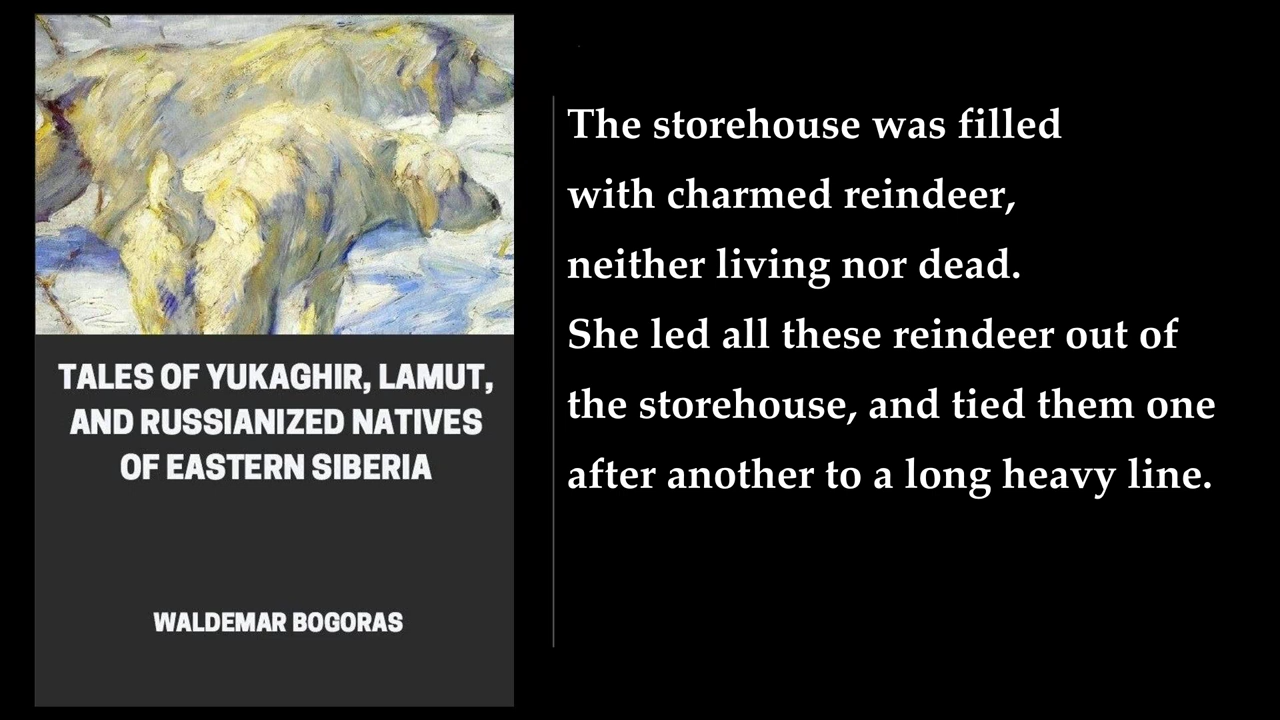 TALES OF YUKAGHIR, LAMUT,
AND RUSSIANIZED NATIVES
OF EASTERN SIBERIA
WALDEMAR BOGORAS
The storehouse was filled
with charmed reindeer,
neither living nor dead.
She led all these reindeer out of
the storehouse, and tied them one
after another to a long heavy line.